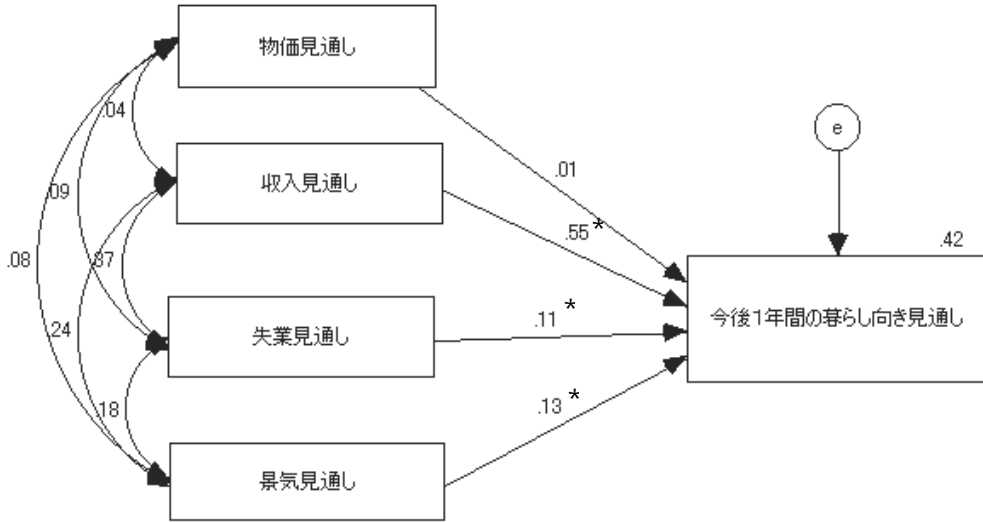 物価見通し
.04
収入見通し
e
.01
.09
.55*
.42
.08
.37
今後1年間の暮らし向き見通し
.24
失業見通し
.11*
.18
.13*
景気見通し